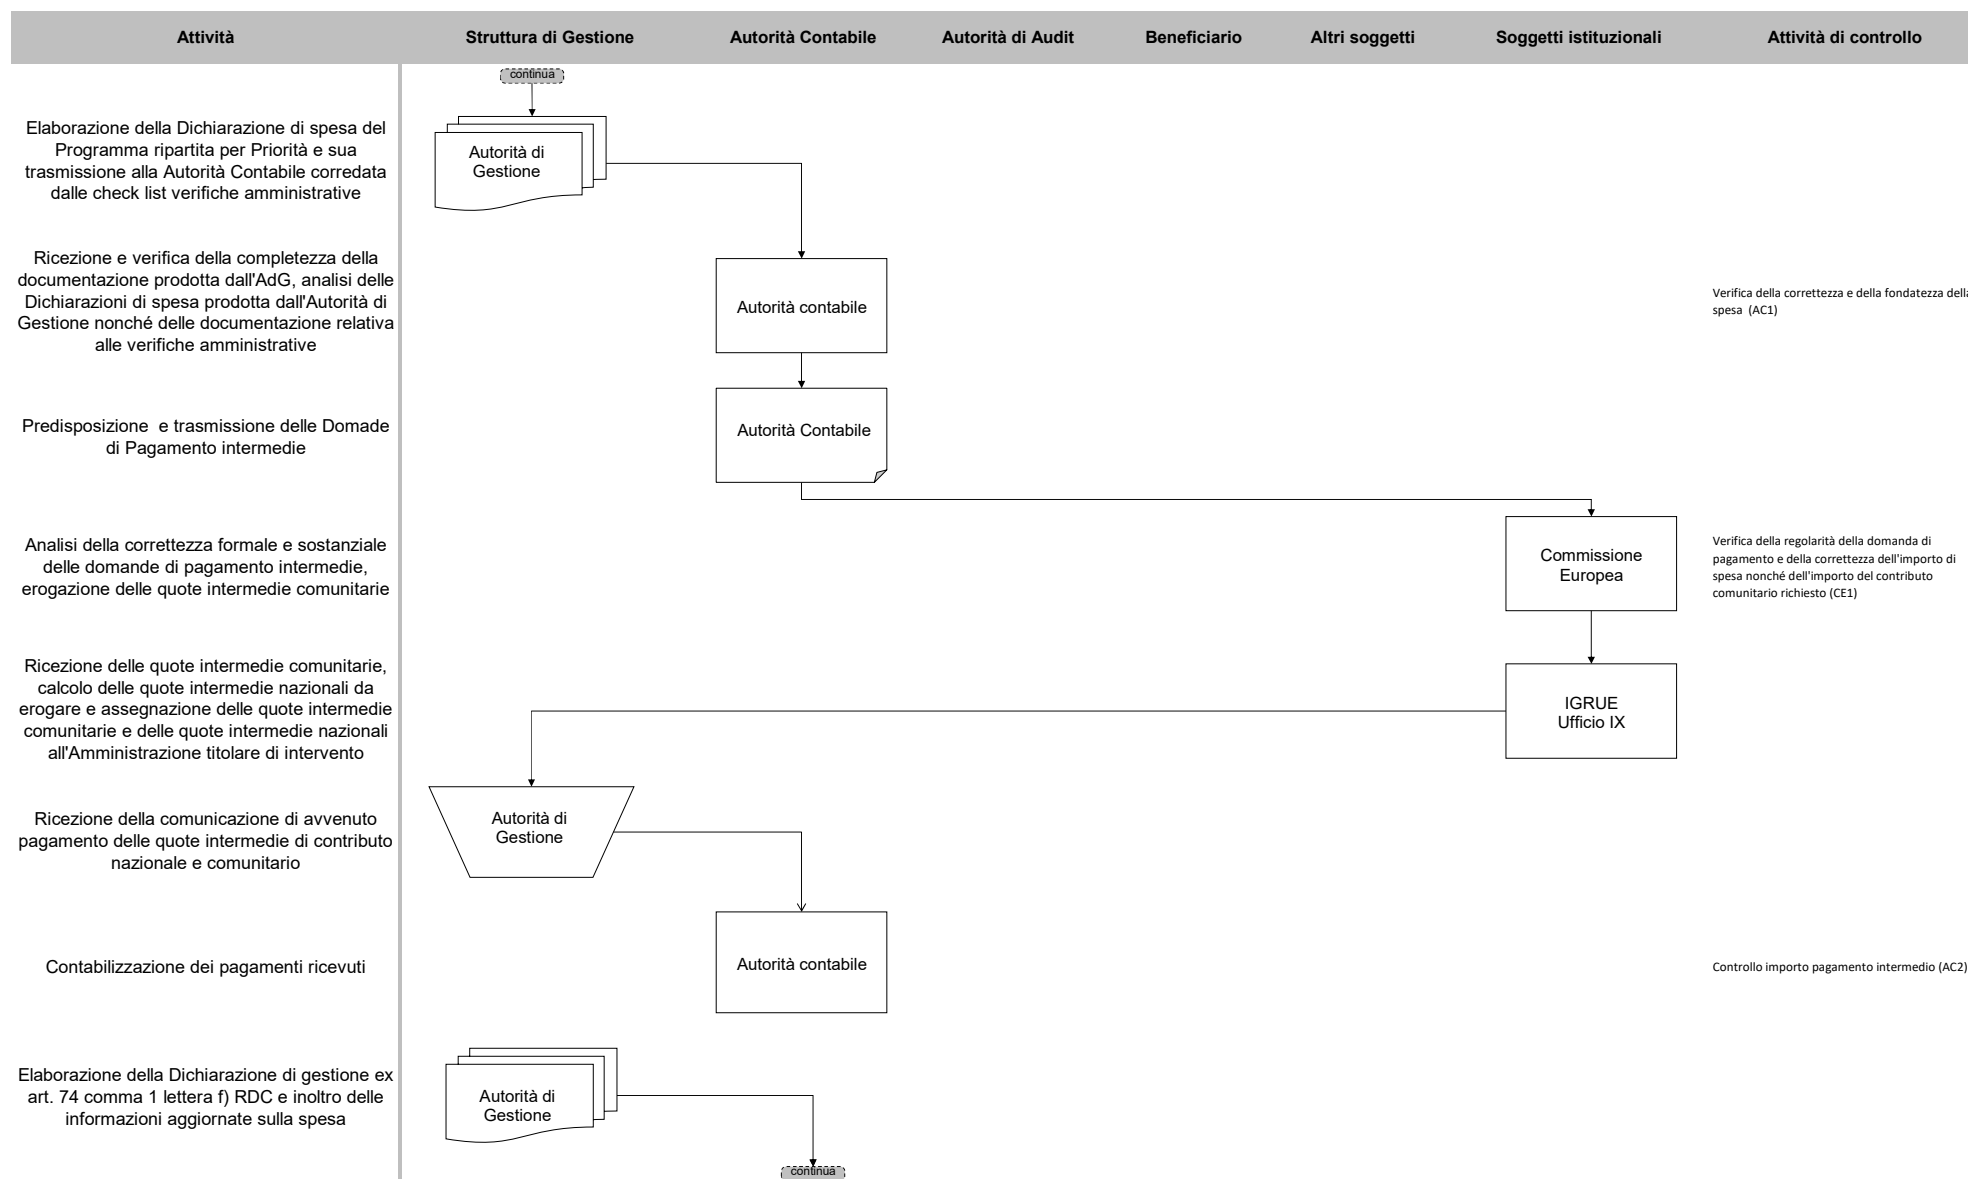 Attività Struttura di Gestione Autorità Contabile Autorità di Audit Beneficiario Altri soggetti Soggetti istituzionali Attività di controllo
continua
Elaborazione della Dichiarazione di spesa del
Programma ripartita per Priorità e sua
trasmissione alla Autorità Contabile corredata
dalle check list verifiche amministrative
Autorità di
Gestione
Ricezione e verifica della completezza della
documentazione prodotta dall'AdG, analisi delle
Dichiarazioni di spesa prodotta dall'Autorità di
Gestione nonché delle documentazione relativa
alle verifiche amministrative
Autorità contabile
Verifica della correttezza e della fondatezza della
spesa (AC1)
Predisposizione e trasmissione delle Domade
di Pagamento intermedie
Autorità Contabile
Analisi della correttezza formale e sostanziale
delle domande di pagamento intermedie,
erogazione delle quote intermedie comunitarie
Commissione
Europea
Verifica della regolarità della domanda di
pagamento e della correttezza dell'importo di
spesa nonché dell'importo del contributo
comunitario richiesto (CE1)
Ricezione delle quote intermedie comunitarie,
calcolo delle quote intermedie nazionali da
erogare e assegnazione delle quote intermedie
comunitarie e delle quote intermedie nazionali
all'Amministrazione titolare di intervento
IGRUE
Ufficio IX
Ricezione della comunicazione di avvenuto
pagamento delle quote intermedie di contributo
nazionale e comunitario
Autorità di
Gestione
Contabilizzazione dei pagamenti ricevuti
Autorità contabile
Controllo importo pagamento intermedio (AC2)
Elaborazione della Dichiarazione di gestione ex
art. 74 comma 1 lettera f) RDC e inoltro delle
informazioni aggiornate sulla spesa
Autorità di
Gestione
continua